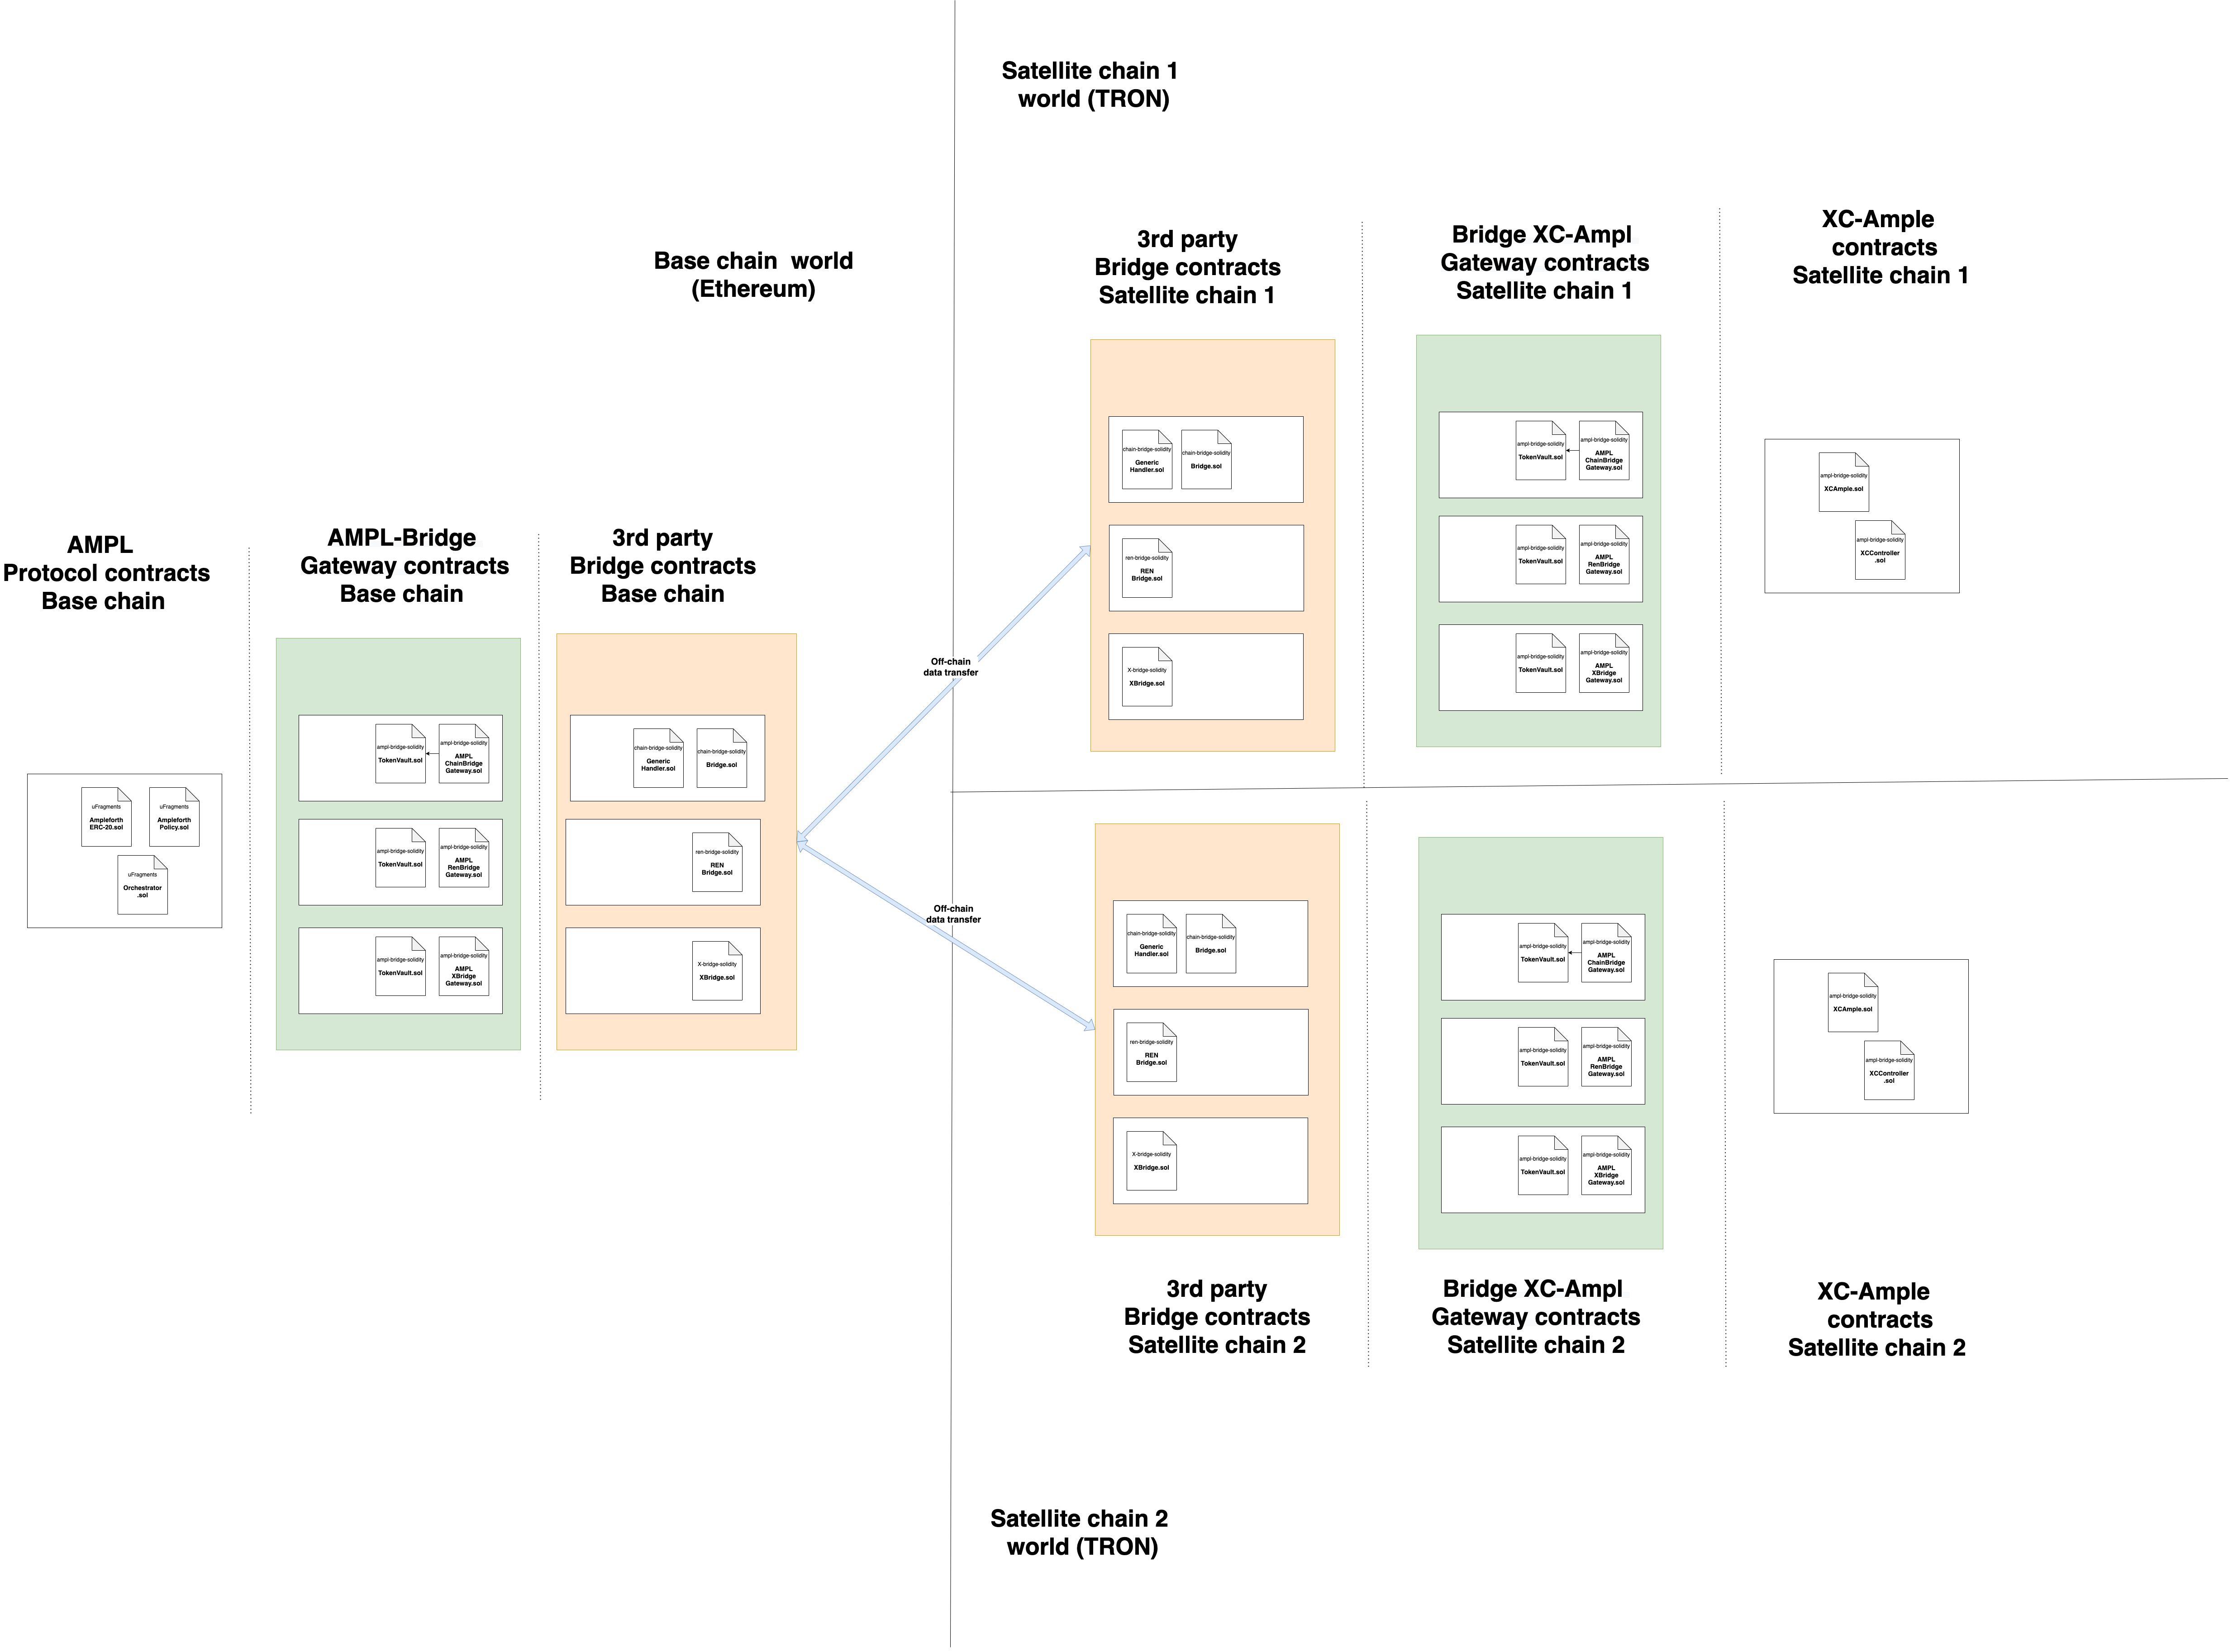 Satellite chain 1
world (TRON)
Base chain  world
(Ethereum)
3rd party
Bridge contracts
Satellite chain 1
Bridge XC-Ampl
Gateway contracts
Satellite chain 1
XC-Ample
contracts
Satellite chain 1
chain-bridge-solidity
Generic
Handler.sol
chain-bridge-solidity
Bridge.sol
ren-bridge-solidity
REN
Bridge.sol
X-bridge-solidity
XBridge.sol
ampl-bridge-solidity
TokenVault.sol
ampl-bridge-solidity
AMPL
ChainBridge
Gateway.sol
ampl-bridge-solidity
TokenVault.sol
ampl-bridge-solidity
AMPL
RenBridge
Gateway.sol
ampl-bridge-solidity
TokenVault.sol
ampl-bridge-solidity
AMPL
XBridge
Gateway.sol
ampl-bridge-solidity
XCAmple.sol
ampl-bridge-solidity
XCController
.sol
AMPL
Protocol contracts
Base chain
AMPL-Bridge
Gateway contracts
Base chain
3rd party
Bridge contracts
Base chain
uFragments
Ampleforth
ERC-20.sol
uFragments
Ampleforth
Policy.sol
uFragments
Orchestrator
.sol
ampl-bridge-solidity
TokenVault.sol
ampl-bridge-solidity
AMPL
ChainBridge
Gateway.sol
ampl-bridge-solidity
TokenVault.sol
ampl-bridge-solidity
AMPL
RenBridge
Gateway.sol
ampl-bridge-solidity
TokenVault.sol
ampl-bridge-solidity
AMPL
XBridge
Gateway.sol
chain-bridge-solidity
Generic
Handler.sol
chain-bridge-solidity
Bridge.sol
ren-bridge-solidity
REN
Bridge.sol
X-bridge-solidity
XBridge.sol
Off-chain
data transfer
Off-chain
data transfer
chain-bridge-solidity
Generic
Handler.sol
chain-bridge-solidity
Bridge.sol
ren-bridge-solidity
REN
Bridge.sol
X-bridge-solidity
XBridge.sol
ampl-bridge-solidity
TokenVault.sol
ampl-bridge-solidity
AMPL
ChainBridge
Gateway.sol
ampl-bridge-solidity
TokenVault.sol
ampl-bridge-solidity
AMPL
RenBridge
Gateway.sol
ampl-bridge-solidity
TokenVault.sol
ampl-bridge-solidity
AMPL
XBridge
Gateway.sol
ampl-bridge-solidity
XCAmple.sol
ampl-bridge-solidity
XCController
.sol
3rd party
Bridge contracts
Satellite chain 2
Bridge XC-Ampl
Gateway contracts
Satellite chain 2
XC-Ample
contracts
Satellite chain 2
Satellite chain 2
world (TRON)